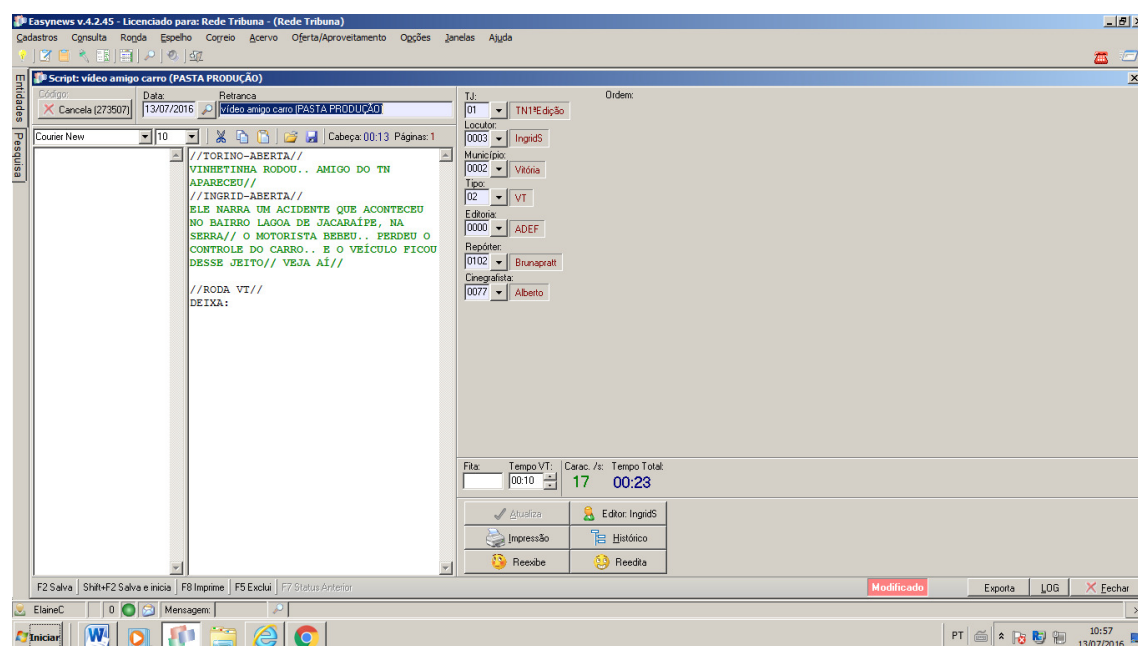 Easynews v.4.2.45 - Licenciado para: Rede Tribuna - (Rede Tribuna)
Cadastros Consulta Ronda Espelho Correio Acervo Oferta/Aproveitamento Opções Janelas Ajuda
Entidades
Pesquisa
Script: vídeo amigo carro (PASTA PRODUÇÃO)
Código: Data: Retranca
Cancela (273507) 13/07/2016 vídeo amigo carro (PASTA PRODUÇÃO)
Courier New 10 Cabeça: 00:13 Páginas: 1
//TORINO-ABERTA//
VINHETINHA RODOU.. AMIGO DO TN
APARECEU//
//INGRID-ABERTA//
ELE NARRA UM ACIDENTE QUE ACONTECEU
NO BAIRRO LAGOA DE JACARAÍPE, NA
SERRA// O MOTORISTA BEBEU.. PERDEU O
CONTROLE DO CARRO.. E O VEÍCULO FICOU
DESSE JEITO// VEJA AÍ//
//RODA VT//
DEIXA:
TJ: Ordem:
01 TN1ªEdição
Locutor:
0003 IngridS
Município:
0002 Vitória
Tipo:
02 VT
Editoria:
0000 ADEF
Repórter:
0102 Brunapratt
Cinegrafista:
0077 Alberto
Fita: Tempo VT: Carac. /s: Tempo Total:
00:10 17 00:23
Atualiza Editor: IngridS
Impressão Histórico
Reexibe Reedita
F2 Salva Shift+F2 Salva e inicia F8 Imprime F5 Exclui F7 Status Anterior Modificado Exporta LOG Fechar
ElaineC 0 Mensagem:
Iniciar PT 10:57
13/07/2016